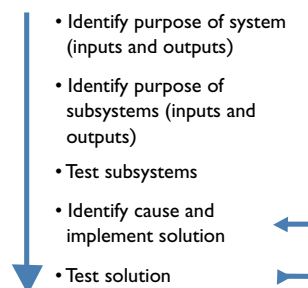 • Identify purpose of system
(inputs and outputs)
• Identify purpose of
subsystems (inputs and
outputs)
• Test subsystems
• Identify cause and
implement solution
• Test solution